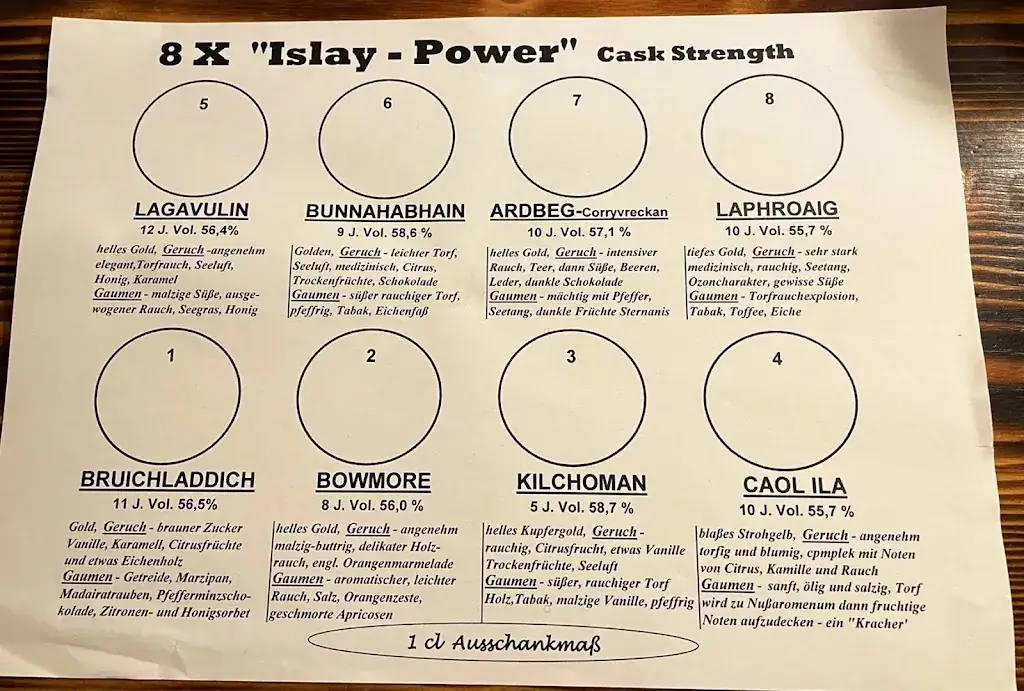 8 X "Islay - Power" Cask Strength
5
6
7
8
LAGAVULIN
12 J. Vol. 56,4%
helles Gold, Geruch -angenehm
elegant,Torfrauch, Seeluft,
Honig, Karamel
Gaumen - malzige Süße, ausge-
wogener Rauch, Seegras, Honig
BUNNAHABHAIN
9 J. Vol. 58,6 %
Golden, Geruch - leichter Torf,
Seeluft, medizinisch, Citrus,
Trockenfrüchte, Schokolade
Gaumen - süßer rauchiger Torf,
pfeffrig, Tabak, Eichenfaß
ARDBEG-Corryvreckan
10 J. Vol. 57,1 %
helles Gold, Geruch - intensiver
Rauch, Teer, dann Süße, Beeren,
Leder, dunkle Schokolade
Gaumen - mächtig mit Pfeffer,
Seetang, dunkle Früchte Sternanis
LAPHROAIG
10 J. Vol. 55,7 %
tiefes Gold, Geruch - sehr stark
medizinisch, rauchig, Seetang,
Ozoncharakter, gewisse Süße
Gaumen - Torfrauchexplosion,
Tabak, Toffee, Eiche
1
2
3
4
BRUICHLADDICH
11 J. Vol. 56,5%
Gold, Geruch - brauner Zucker
Vanille, Karamell, Citrusfrüchte
und etwas Eichenholz
Gaumen - Getreide, Marzipan,
Madairatrauben, Pfefferminzscho-
kolade, Zitronen- und Honigsorbet
BOWMORE
8 J. Vol. 56,0 %
helles Gold, Geruch - angenehm
malzig-buttrig, delikater Holz-
rauch, engl. Orangenmarmelade
Gaumen - aromatischer, leichter
Rauch, Salz, Orangenzeste,
geschmorte Apricosen
KILCHOMAN
5 J. Vol. 58,7 %
helles Kupfergold, Geruch -
rauchig, Citrusfrucht, etwas Vanille
Trockenfrüchte, Seeluft
Gaumen - süßer, rauchiger Torf
Holz,Tabak, malzige Vanille, pfeffrig
CAOL ILA
10 J. Vol. 55,7 %
blaßes Strohgelb, Geruch - angenehm
torfig und blumig, cpmplek mit Noten
von Citrus, Kamille und Rauch
Gaumen - sanft, ölig und salzig, Torf
wird zu Nußaromenum dann fruchtige
Noten aufzudecken - ein "Kracher'
1 cl Ausschankmaß